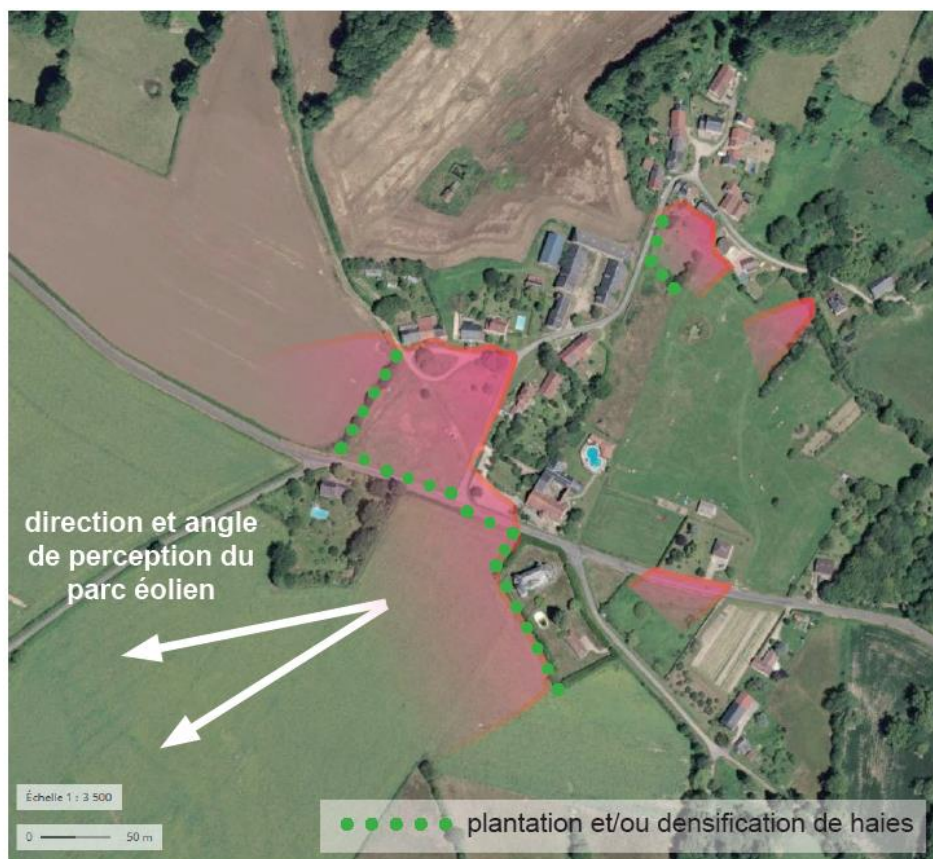 direction et angle
de perception du
parc éolien
Échelle 1 : 3 500
0 50 m
plantation et/ou densification de haies